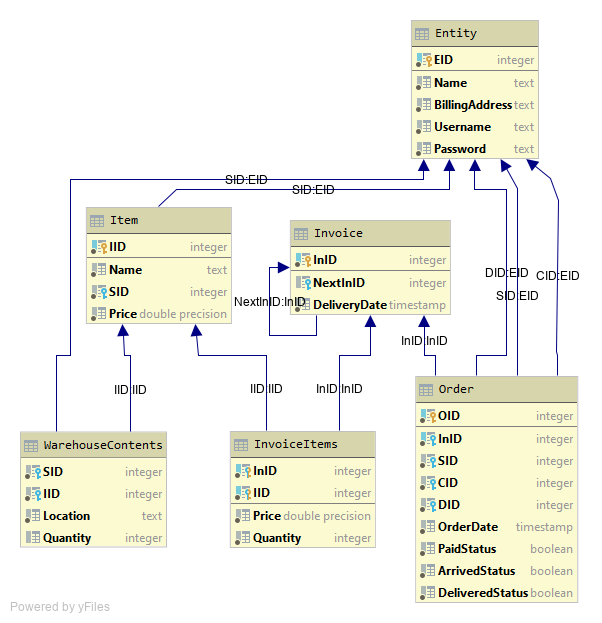 Entity
EID integer
Name text
BillingAddress text
Username text
Password text
SID:EID
SID:EID
Item
IID integer
Name text
SID integer
Price double precision
Invoice
InID integer
NextInID integer
DeliveryDate timestamp
NextInID:InID
DID:EID
SID:EID
CID:EID
IID:IID
IID:IID
InID:InID
InID:InID
WarehouseContents
SID integer
IID integer
Location text
Quantity integer
InvoiceItems
InID integer
IID integer
Price double precision
Quantity integer
Order
OID integer
InID integer
SID integer
CID integer
DID integer
OrderDate timestamp
PaidStatus boolean
ArrivedStatus boolean
DeliveredStatus boolean
Powered by yFiles